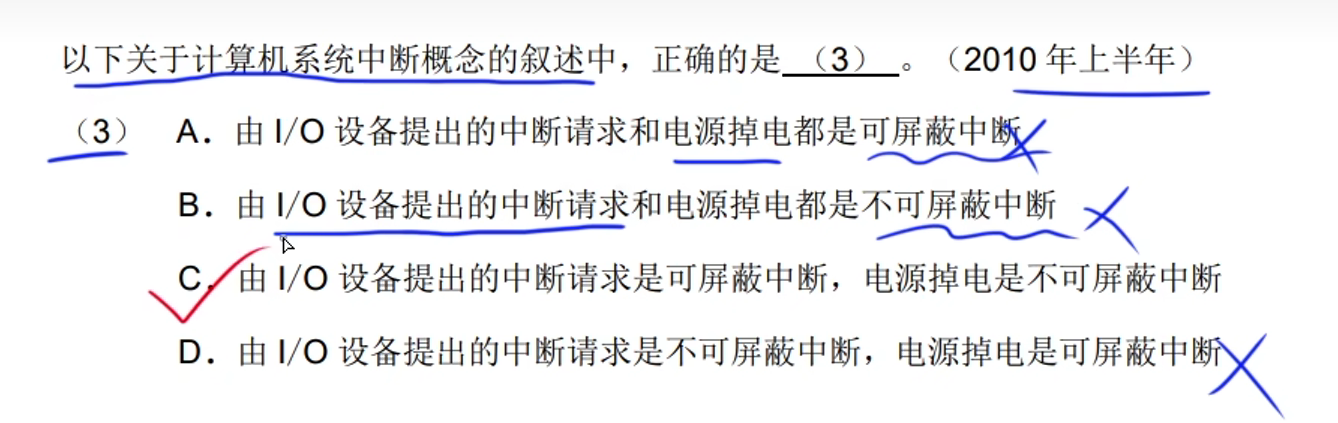 以下关于计算机系统中断概念的叙述中，正确的是 （3） 。（2010 年上半年）
（3） A．由 I/O 设备提出的中断请求和电源掉电都是可屏蔽中断
B．由 I/O 设备提出的中断请求和电源掉电都是不可屏蔽中断
C．由 I/O 设备提出的中断请求是可屏蔽中断，电源掉电是不可屏蔽中断
D．由 I/O 设备提出的中断请求是不可屏蔽中断，电源掉电是可屏蔽中断